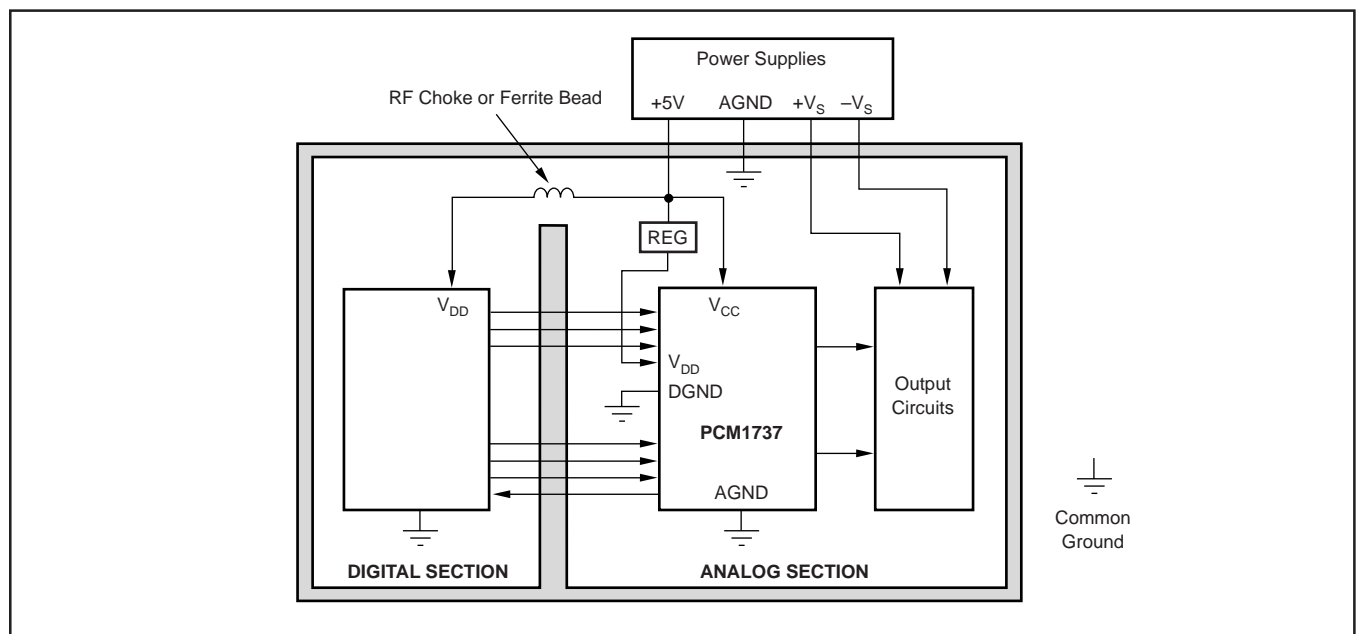 Power Supplies
+5V AGND +VS –VS
RF Choke or Ferrite Bead
REG
VDD
VCC
VDD
DGND
PCM1737
AGND
Output
Circuits
Common
Ground
DIGITAL SECTION
ANALOG SECTION